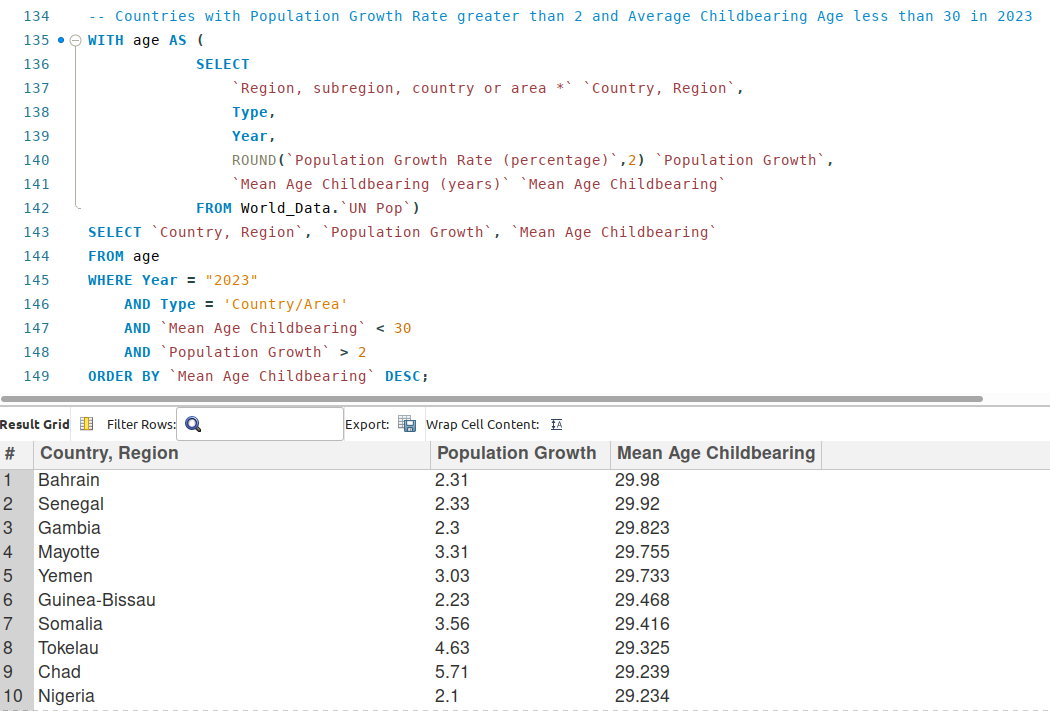 134 -- Countries with Population Growth Rate greater than 2 and Average Childbearing Age less than 30 in 2023
135 WITH age AS (
136 SELECT
137 `Region, subregion, country or area *` `Country, Region`,
138 Type,
139 Year,
140 ROUND(`Population Growth Rate (percentage)`,2) `Population Growth`,
141 `Mean Age Childbearing (years)` `Mean Age Childbearing`
142 FROM World_Data.`UN Pop`)
143 SELECT `Country, Region`, `Population Growth`, `Mean Age Childbearing`
144 FROM age
145 WHERE Year = "2023"
146 AND Type = 'Country/Area'
147 AND `Mean Age Childbearing` < 30
148 AND `Population Growth` > 2
149 ORDER BY `Mean Age Childbearing` DESC;
Result Grid Filter Rows: Export: Wrap Cell Content:
# Country, Region Population Growth Mean Age Childbearing
1 Bahrain 2.31 29.98
2 Senegal 2.33 29.92
3 Gambia 2.3 29.823
4 Mayotte 3.31 29.755
5 Yemen 3.03 29.733
6 Guinea-Bissau 2.23 29.468
7 Somalia 3.56 29.416
8 Tokelau 4.63 29.325
9 Chad 5.71 29.239
10 Nigeria 2.1 29.234